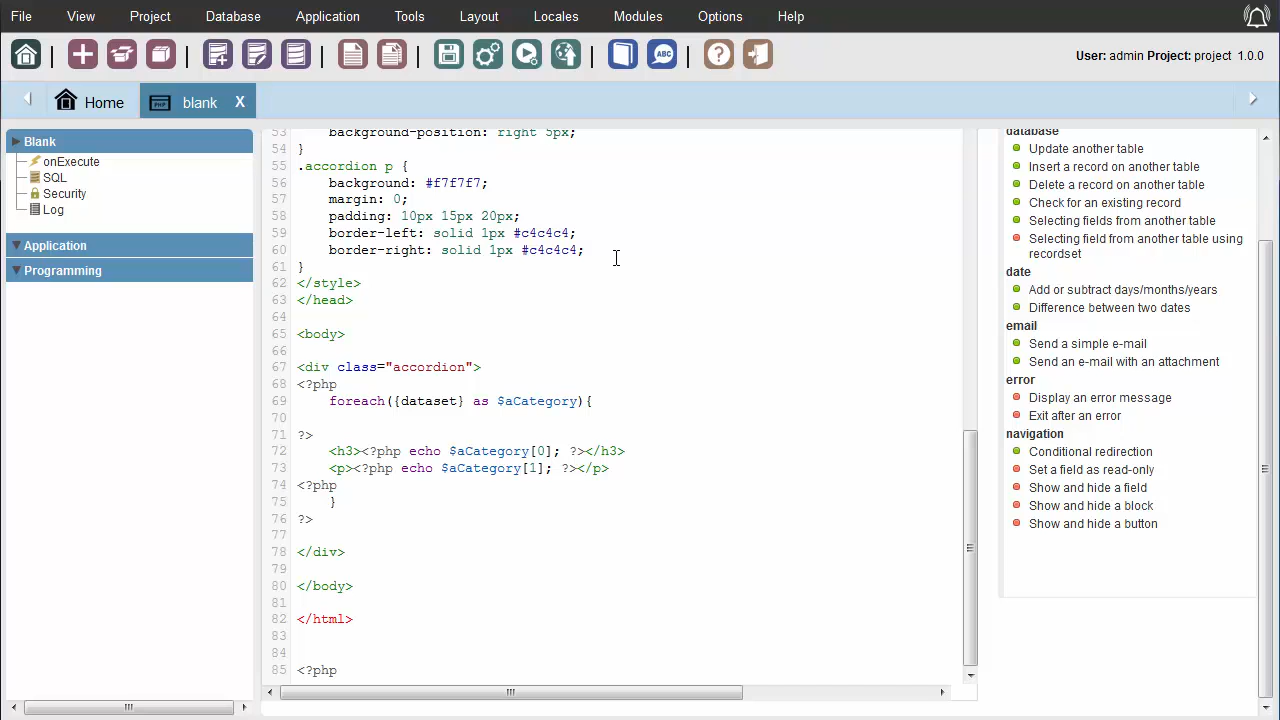 File View Project Database Application Tools Layout Locales Modules Options Help
ABC
User: admin Project: project 1.0.0
Home
PHP
blank X
Blank
onExecute
SQL
Security
Log
Application
Programming
53 background-position: right 5px;
54 }
55 .accordion p {
56 background: #f7f7f7;
57 margin: 0;
58 padding: 10px 15px 20px;
59 border-left: solid 1px #c4c4c4;
60 border-right: solid 1px #c4c4c4;
61 }
62 </style>
63 </head>
64
65 <body>
66
67 <div class="accordion">
68 <?php
69 foreach({dataset} as $aCategory){
70
71 ?>
72 <h3><?php echo $aCategory[0]; ?></h3>
73 <p><?php echo $aCategory[1]; ?></p>
74 <?php
75 }
76 ?>
77
78 </div>
79
80 </body>
81
82 </html>
83
84
85 <?php
database
Update another table
Insert a record on another table
Delete a record on another table
Check for an existing record
Selecting fields from another table
Selecting field from another table using
recordset
date
Add or subtract days/months/years
Difference between two dates
email
Send a simple e-mail
Send an e-mail with an attachment
error
Display an error message
Exit after an error
navigation
Conditional redirection
Set a field as read-only
Show and hide a field
Show and hide a block
Show and hide a button